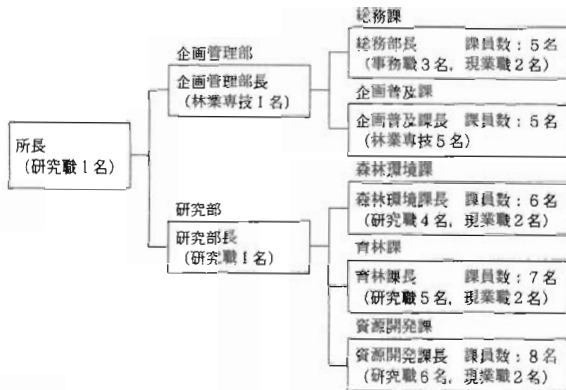 所長
(研究職1名)
企画管理部
企画管理部長
(林業専技1名)
研究部
研究部長
(研究職1名)
総務課
総務部長 課員数:5名
(事務職3名，現業職2名)
企画普及課
企画普及課長 課員数:5名
(林業専技5名)
森林環境課
森林環境課長 課員数:6名
(研究職4名，現業職2名)
育林課
育林課長 課員数:7名
(研究職5名，現業職2名)
資源開発課
資源開発課長 課員数:8名
(研究職6名，現業職2名)